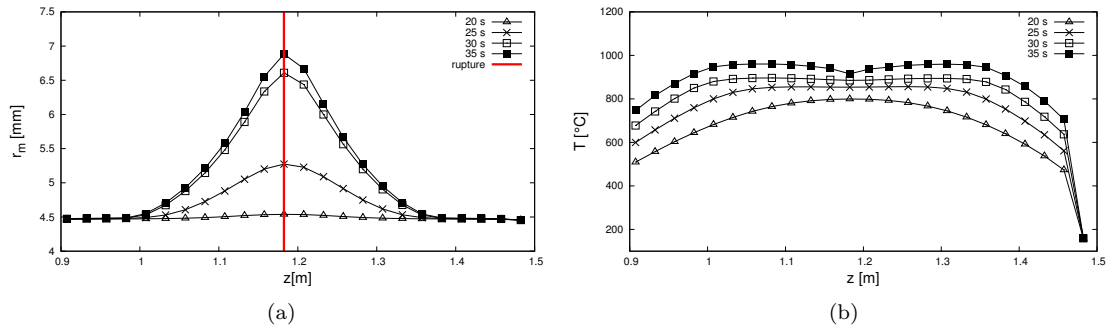 7.5
7
6.5
6
5.5
5
4.5
4
r_m [mm]
0.9 1 1.1 1.2 1.3 1.4 1.5
z[m]
20 s
25 s
30 s
35 s
rupture
(a)
1200
1000
800
600
400
200
0
T [°C]
0.9 1 1.1 1.2 1.3 1.4 1.5
z [m]
20 s
25 s
30 s
35 s
(b)